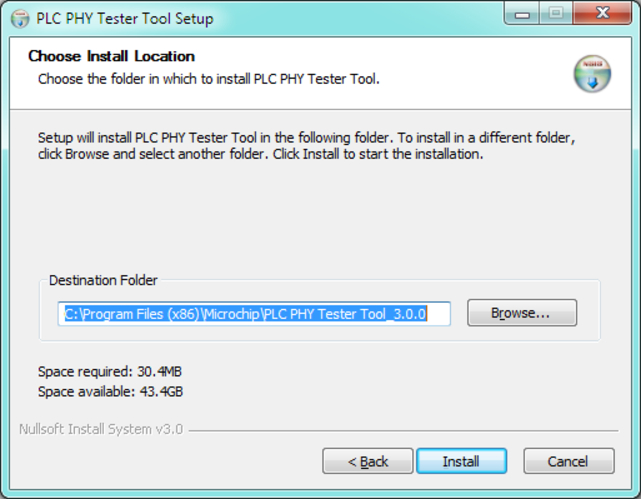 PLC PHY Tester Tool Setup
Choose Install Location
Choose the folder in which to install PLC PHY Tester Tool.
Setup will install PLC PHY Tester Tool in the following folder. To install in a different folder,
click Browse and select another folder. Click Install to start the installation.
Destination Folder
C:\Program Files (x86)\Microchip\PLC PHY Tester Tool_3.0.0
Browse...
Space required: 30.4MB
Space available: 43.4GB
Nullsoft Install System v3.0
< Back
Install
Cancel